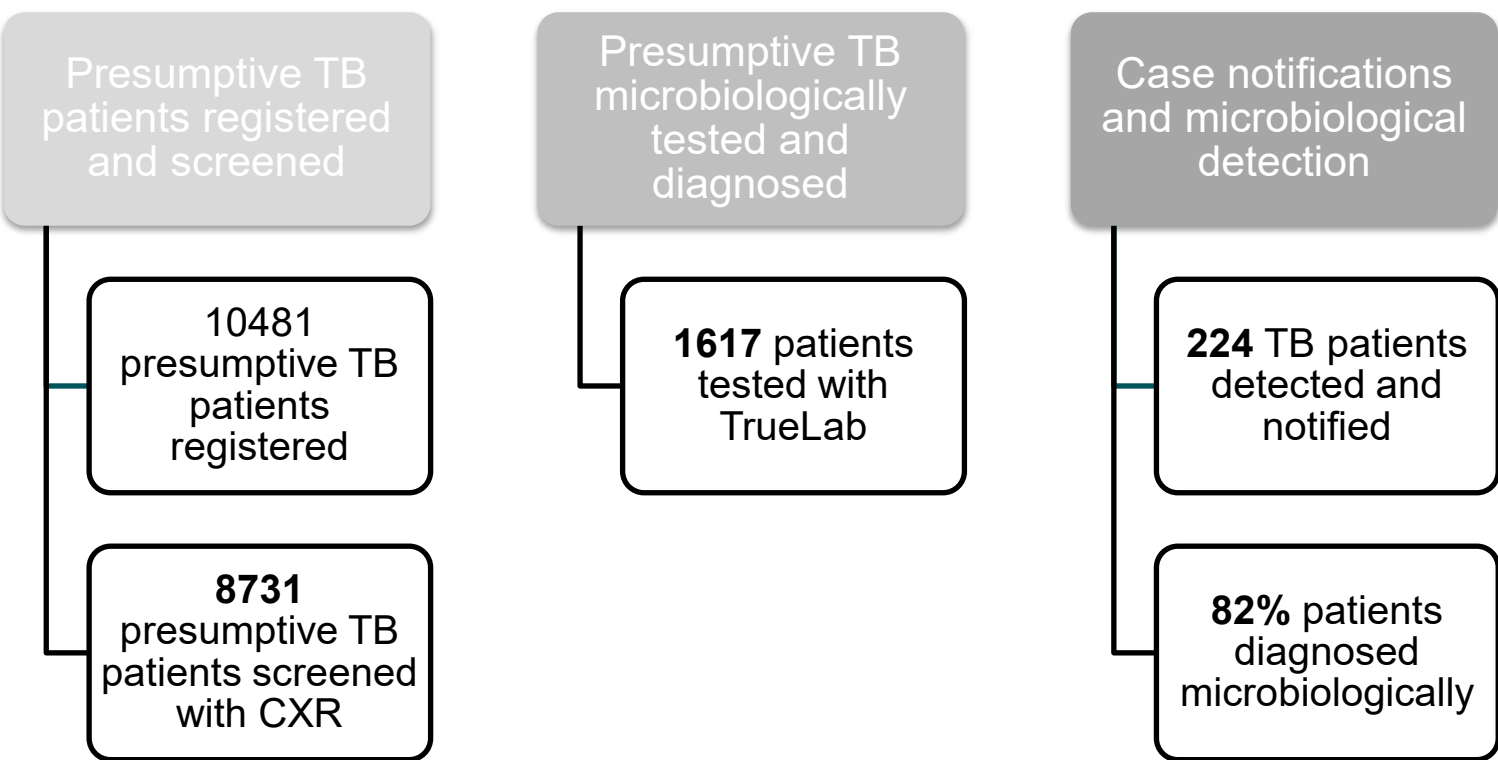 Presumptive TB
patients registered
and screened
10481
presumptive TB
patients
registered
8731
presumptive TB
patients screened
with CXR
Presumptive TB
microbiologically
tested and
diagnosed
1617 patients
tested with
TrueLab
Case notifications
and microbiological
detection
224 TB patients
detected and
notified
82% patients
diagnosed
microbiologically